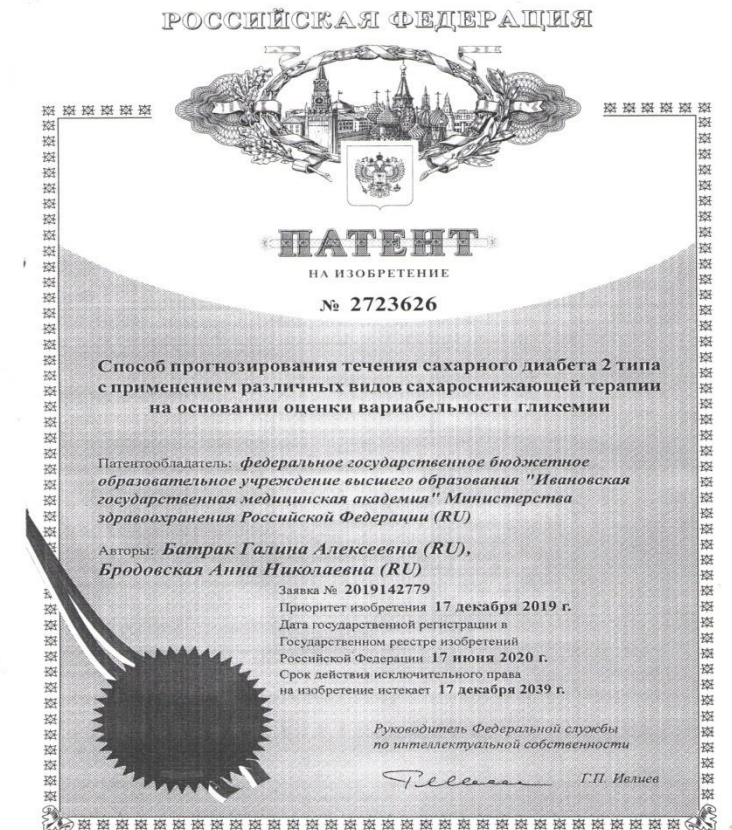 РОССИЙСКАЯ ФЕДЕРАЦИЯ
ПАТЕНТ
НА ИЗОБРЕТЕНИЕ
№ 2723626
Способ прогнозирования течения сахарного диабета 2 типа
с применением различных видов сахароснижающей терапии
на основании оценки вариабельности гликемии
Патентообладатель: федеральное государственное бюджетное
образовательное учреждение высшего образования "Ивановская
государственная медицинская академия" Министерства
здравоохранения Российской Федерации (RU)
Авторы: Батрак Галина Алексеевна (RU),
Бродовская Анна Николаевна (RU)
Заявка № 2019142779
Приоритет изобретения 17 декабря 2019 г.
Дата государственной регистрации в
Государственном реестре изобретений
Российской Федерации 17 июня 2020 г.
Срок действия исключительного права
на изобретение истекает 17 декабря 2039 г.
Руководитель Федеральной службы
по интеллектуальной собственности
Г.П. Ивлиев